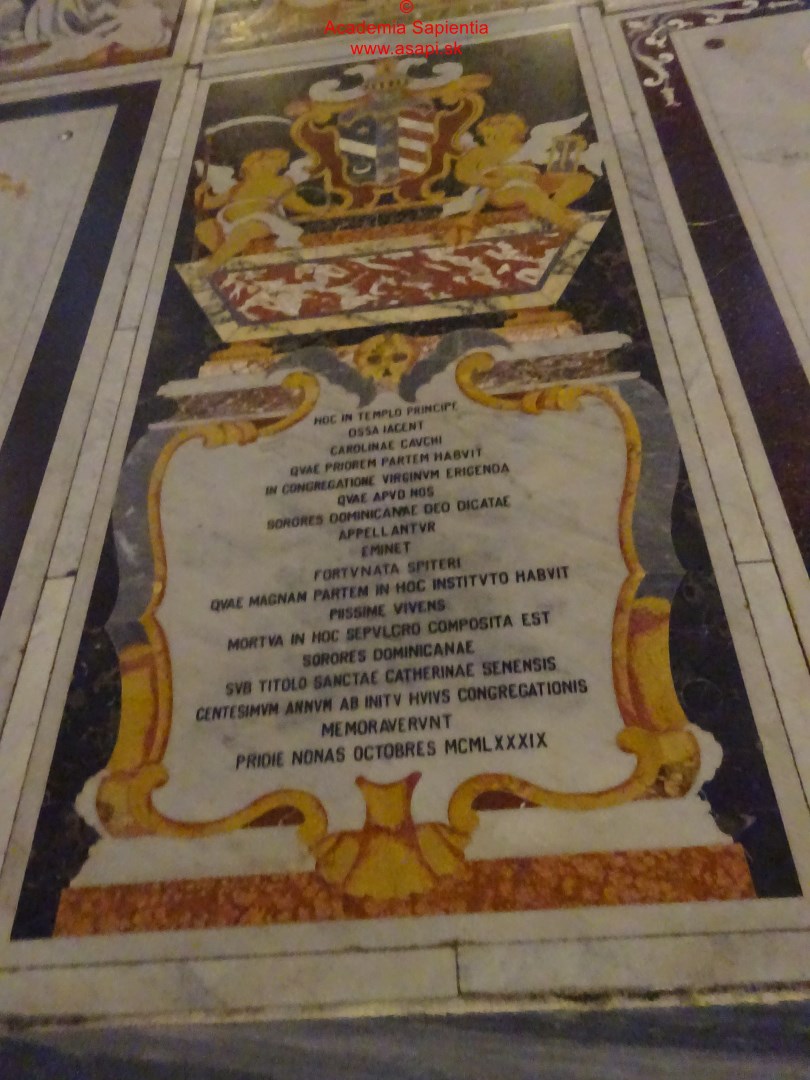 ©
Academia Sapientia
www.asapi.sk
HOC IN TEMPLO PRINCIPE
OSSA IACENT
CAROLINAE CAVCHI
QVAE PRIOREM PARTEM HABVIT
IN CONGREGATIONE VIRGINVM ERIGENDA
QVAE APVD NOS
SORORES DOMINICANAE DEO DICATAE
APPELLANTVR
EMINET
FORTVNATA SPITERI
QVAE MAGNAM PARTEM IN HOC INSTITVTO HABVIT
PIISSIME VIVENS
MORTVA IN HOC SEPVLCRO COMPOSITA EST
SORORES DOMINICANAE
SVB TITOLO SANCTAE CATHERINAE SENENSIS
CENTESIMVM ANNVM AB INITV HVIVS CONGREGATIONIS
MEMORAVERVNT
PRIDIE NONAS OCTOBRES MCMLXXXIX